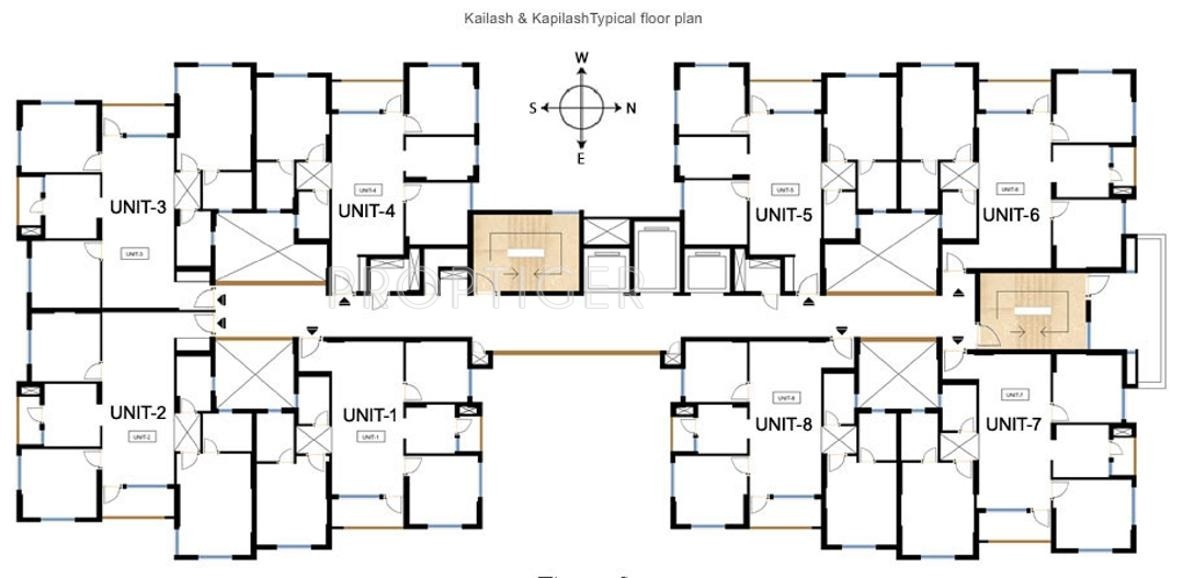 Kailash & KapilashTypical floor plan
W
S N
E
UNIT-3
UNIT-3
UNIT-4
UNIT-4
UNIT-5
UNIT-5
UNIT-6
UNIT-6
PROPTIGER
UNIT-2
UNIT-2
UNIT-1
UNIT-1
UNIT-8
UNIT-8
UNIT-7
UNIT-7